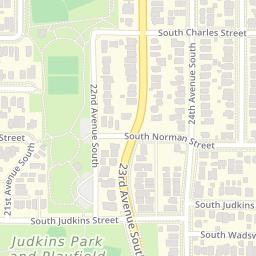 South Charles Street
22nd Avenue South
24th Avenue South
Street
South Norman Street
21st Avenue South
23rd Avenue South
South Judkins Street
South Judkins
Judkins Park
and Playfield
South Wadsw